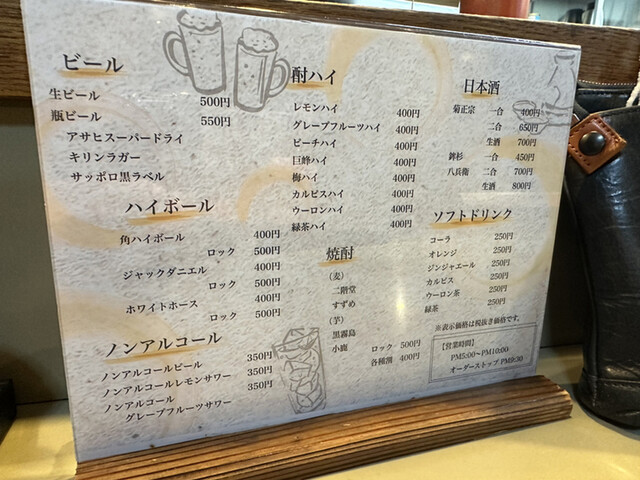 ビール
生ビール 500円
瓶ビール 550円
アサヒスーパードライ
キリンラガー
サッポロ黒ラベル
ハイボール
角ハイボール 400円
ロック 500円
ジャックダニエル 400円
ロック 500円
ホワイトホース 400円
ロック 500円
ノンアルコール
ノンアルコールビール 350円
ノンアルコールレモンサワー 350円
ノンアルコール 350円
グレープフルーツサワー
酎ハイ
レモンハイ 400円
グレープフルーツハイ 400円
ピーチハイ 400円
巨蜂ハイ 400円
梅ハイ 400円
カルピスハイ 400円
ウーロンハイ 400円
緑茶ハイ 400円
焼酎
(麦)
二階堂
すずめ
(芋)
黒霧島
小鹿 ロック 500円
各種割 400円
日本酒
菊正宗 一合 400円
二合 650円
生酒 700円
鉾杉 一合 450円
八兵衛 二合 700円
生酒 800円
ソフトドリンク
コーラ 250円
オレンジ 250円
ジンジャエール 250円
カルピス 250円
ウーロン茶 250円
緑茶 250円
※表示価格は税抜き価格です。
【営業時間】
PM5:00~PM10:00
オーダーストップ PM9:30